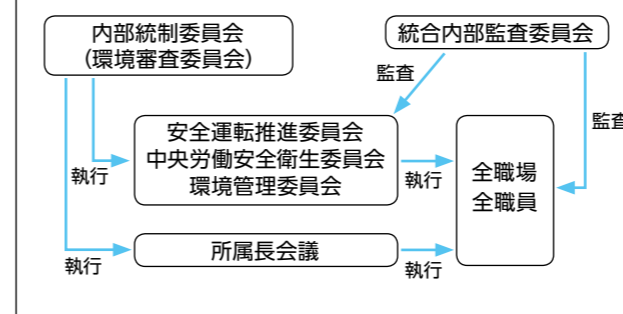 内部統制委員会
(環境審査委員会)
統合内部監査委員会
監査
監査
安全運転推進委員会
中央労働安全衛生委員会
環境管理委員会
執行
執行
全職場
全職員
所属長会議
執行
執行